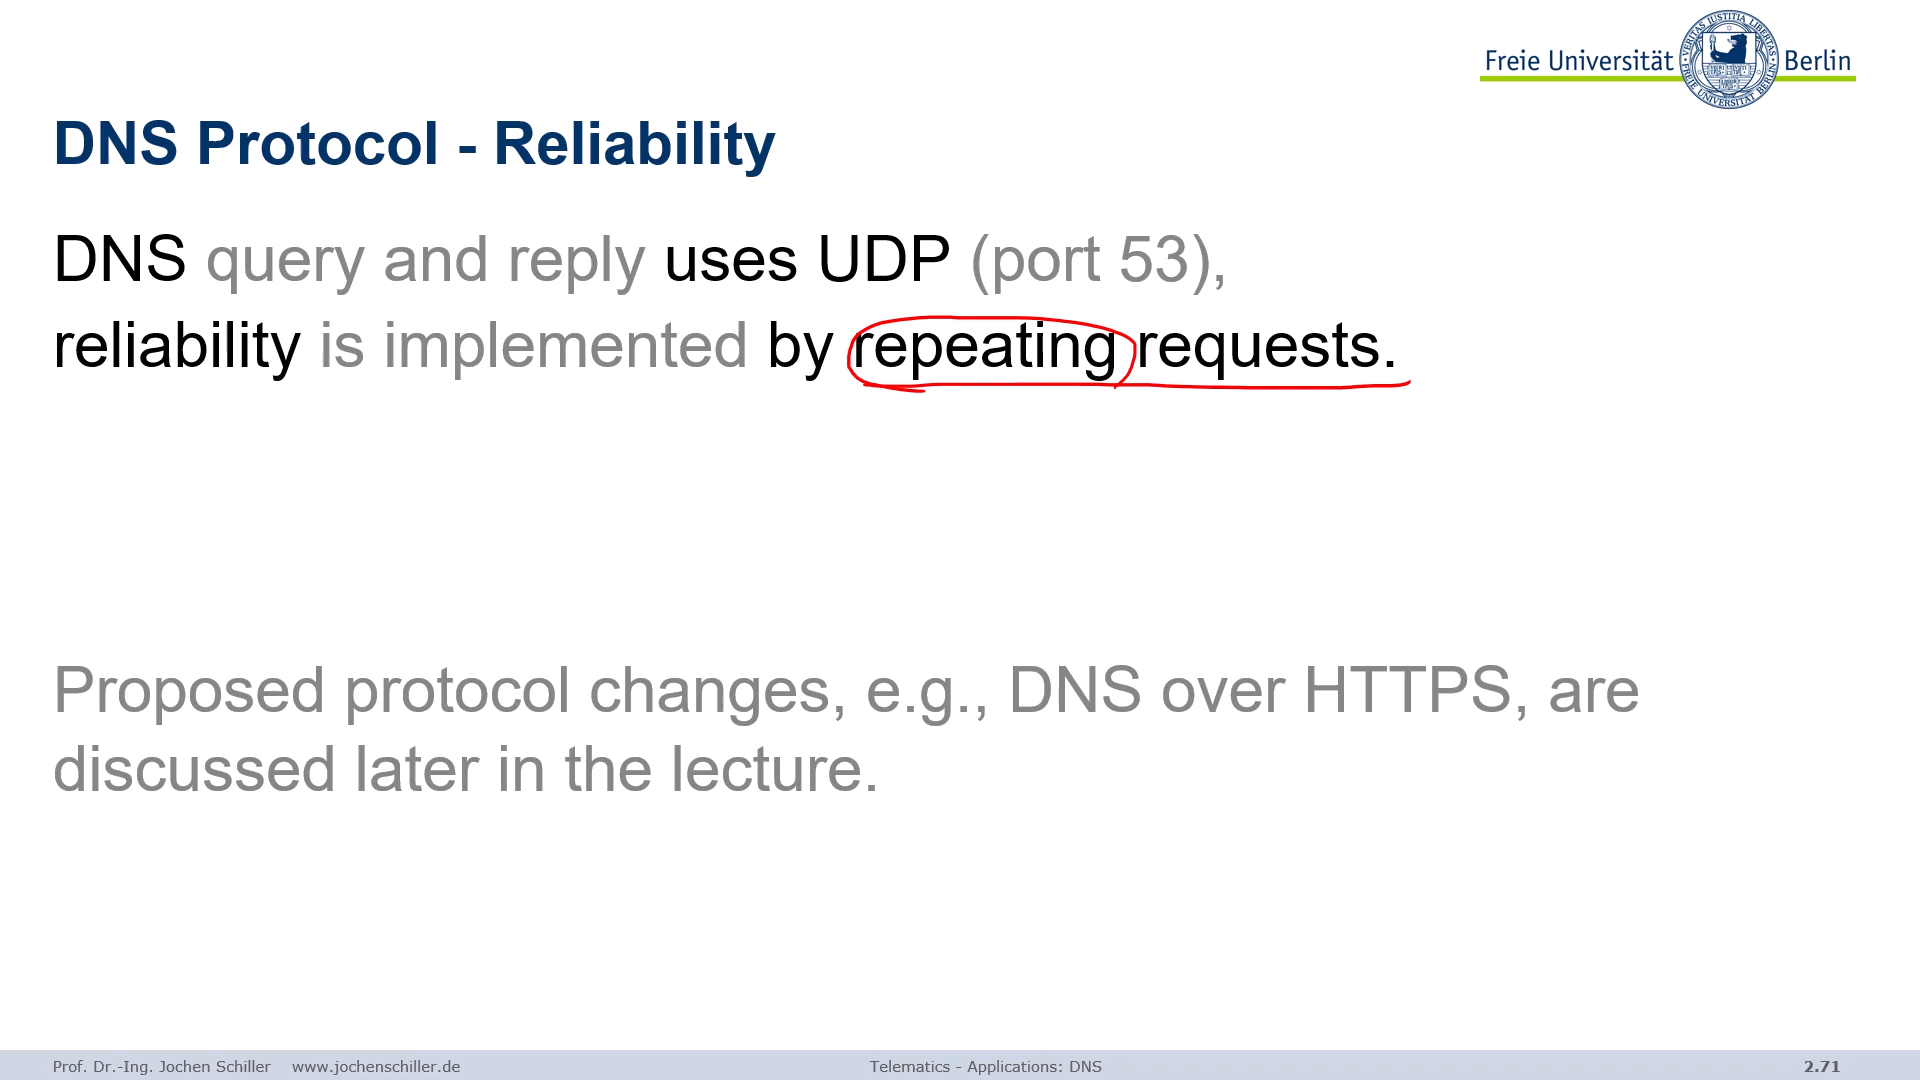 Freie Universität Berlin
DNS Protocol - Reliability
DNS query and reply uses UDP (port 53),
reliability is implemented by repeating requests.
Proposed protocol changes, e.g., DNS over HTTPS, are
discussed later in the lecture.
Prof. Dr.-Ing. Jochen Schiller www.jochenschiller.de Telematics - Applications: DNS 2.71